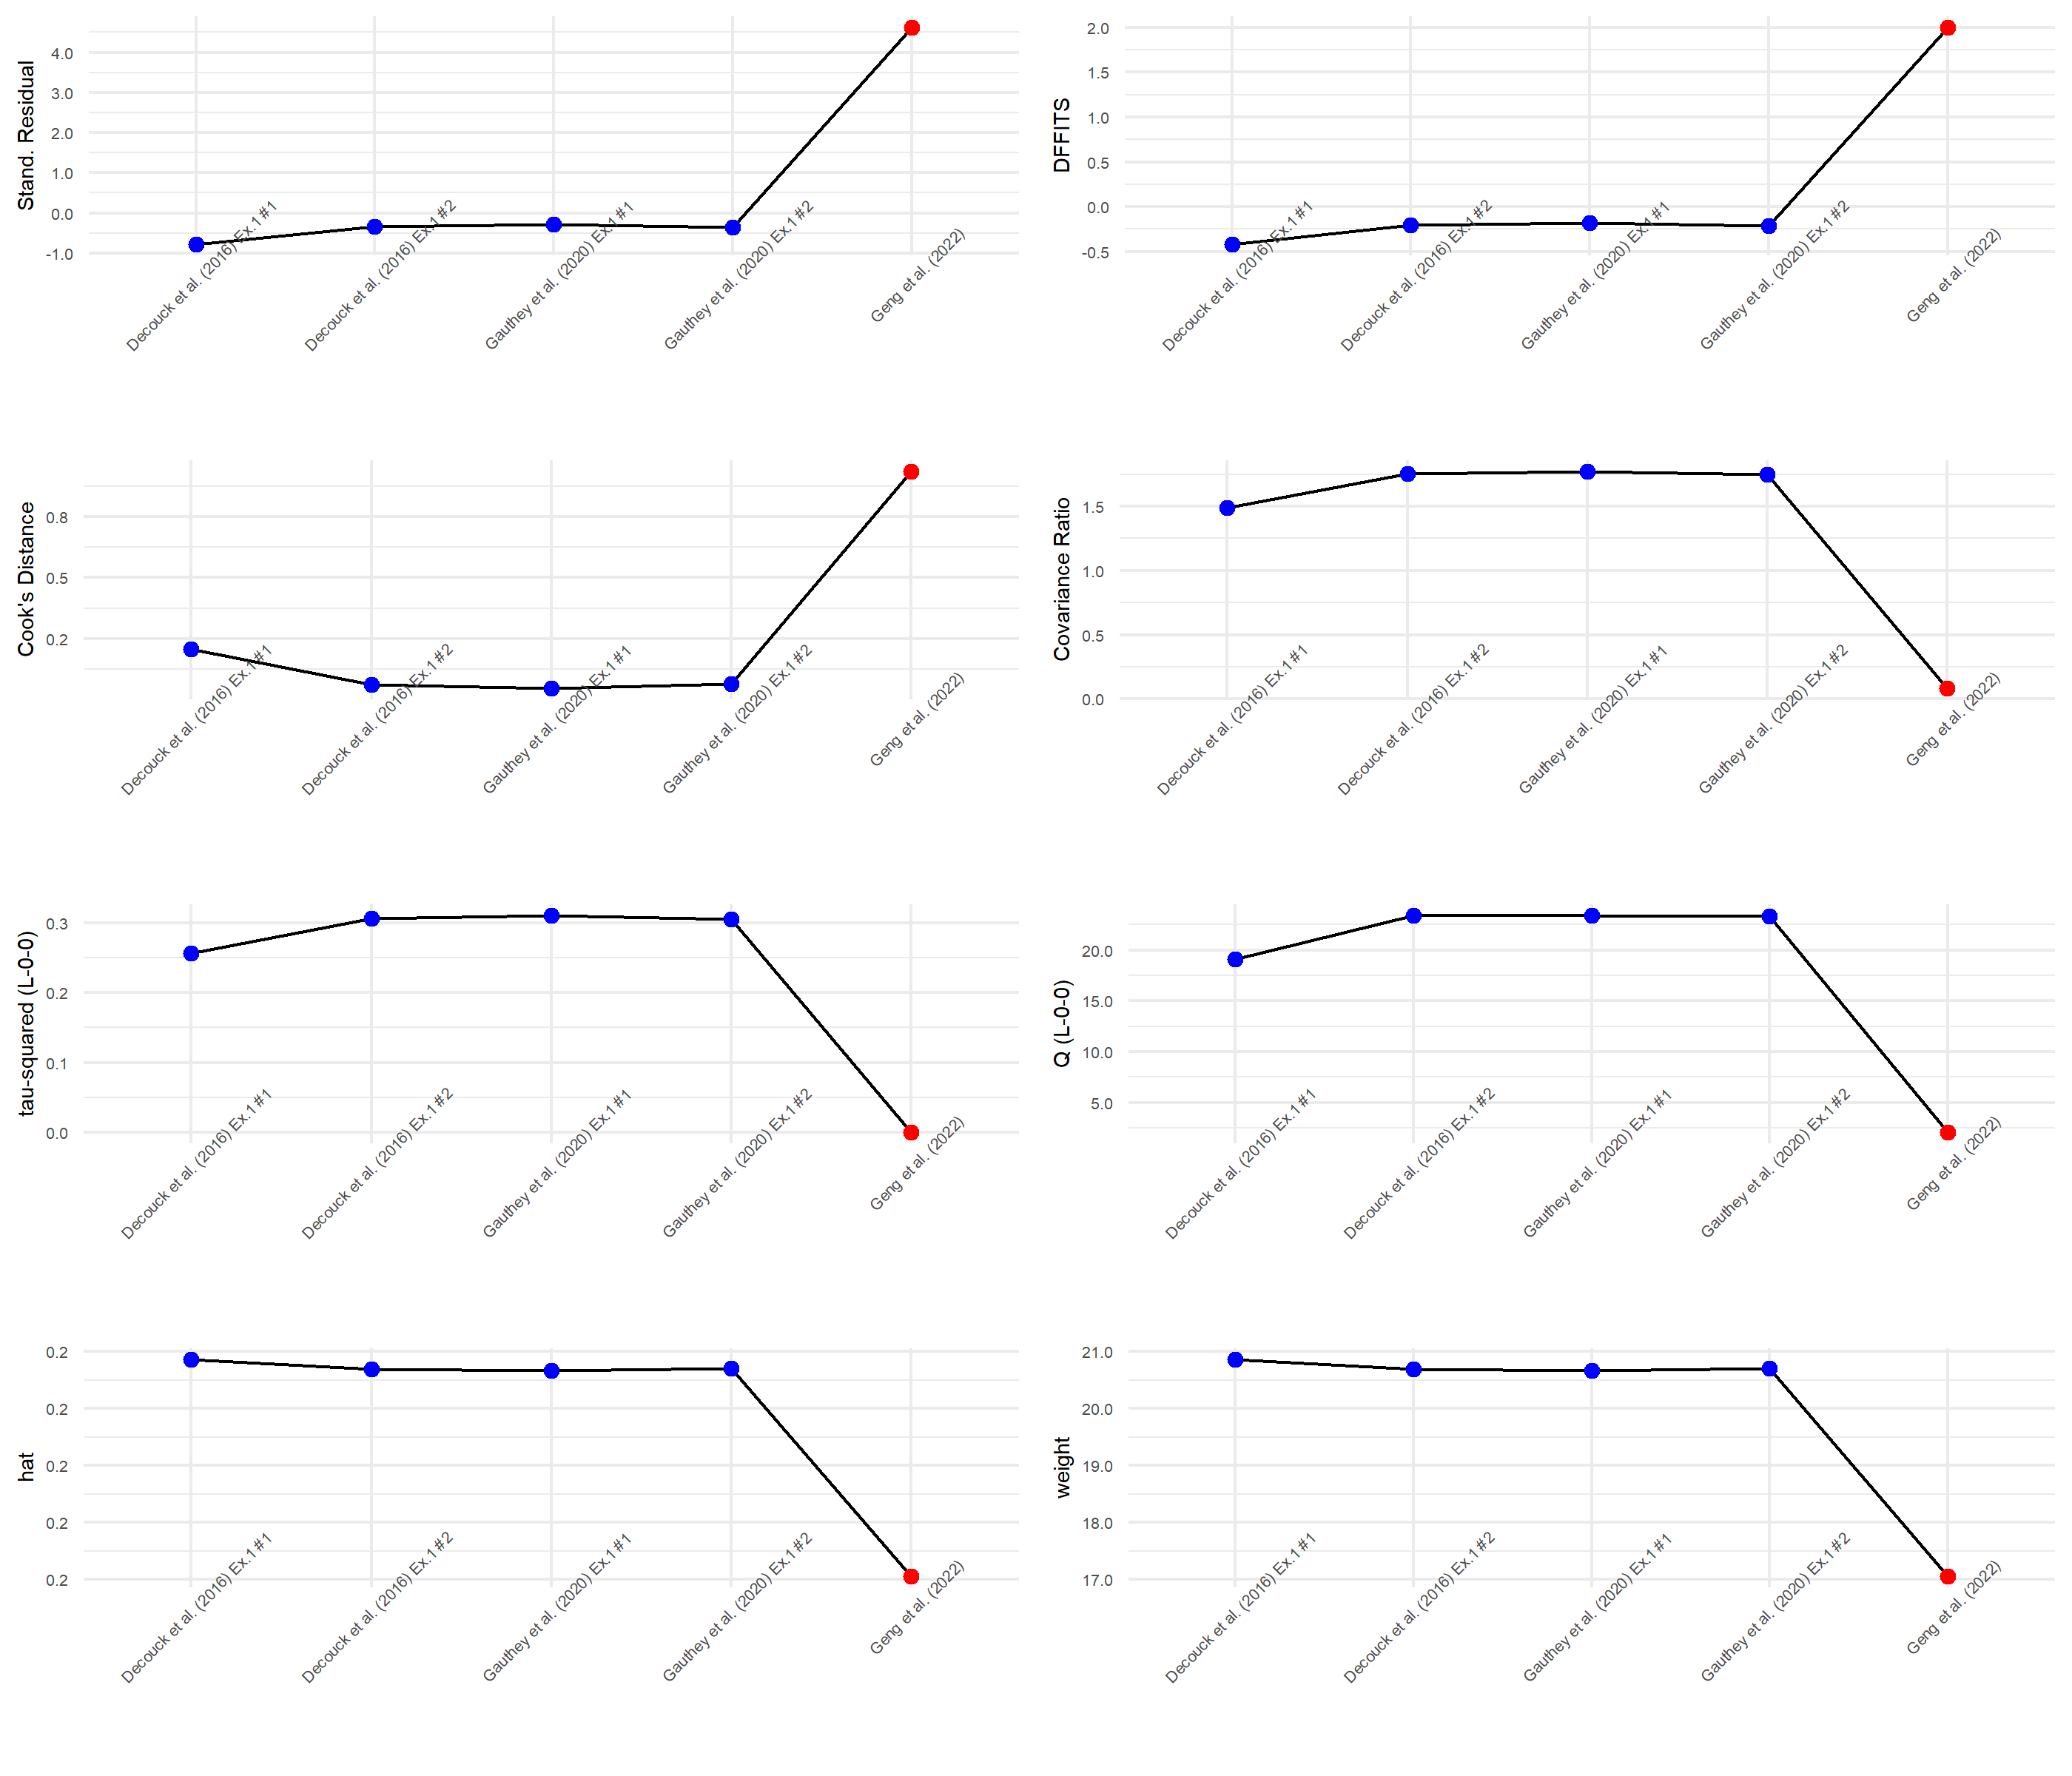 Stand. Residual
4.0
3.0
2.0
1.0
0.0
-1.0
Decouck et al. (2016) Ex.1 #1
Decouck et al. (2016) Ex.1 #2
Gauthey et al. (2020) Ex.1 #1
Gauthey et al. (2020) Ex.1 #2
Geng et al. (2022)
DFFITS
2.0
1.5
1.0
0.5
0.0
-0.5
Decouck et al. (2016) Ex.1 #1
Decouck et al. (2016) Ex.1 #2
Gauthey et al. (2020) Ex.1 #1
Gauthey et al. (2020) Ex.1 #2
Geng et al. (2022)
Cook's Distance
0.8
0.5
0.2
Decouck et al. (2016) Ex.1 #1
Decouck et al. (2016) Ex.1 #2
Gauthey et al. (2020) Ex.1 #1
Gauthey et al. (2020) Ex.1 #2
Geng et al. (2022)
Covariance Ratio
1.5
1.0
0.5
0.0
Decouck et al. (2016) Ex.1 #1
Decouck et al. (2016) Ex.1 #2
Gauthey et al. (2020) Ex.1 #1
Gauthey et al. (2020) Ex.1 #2
Geng et al. (2022)
tau-squared (L-0-0)
0.3
0.2
0.1
0.0
Decouck et al. (2016) Ex.1 #1
Decouck et al. (2016) Ex.1 #2
Gauthey et al. (2020) Ex.1 #1
Gauthey et al. (2020) Ex.1 #2
Geng et al. (2022)
Q (L-0-0)
20.0
15.0
10.0
5.0
Decouck et al. (2016) Ex.1 #1
Decouck et al. (2016) Ex.1 #2
Gauthey et al. (2020) Ex.1 #1
Gauthey et al. (2020) Ex.1 #2
Geng et al. (2022)
hat
0.2
0.2
0.2
0.2
0.2
Decouck et al. (2016) Ex.1 #1
Decouck et al. (2016) Ex.1 #2
Gauthey et al. (2020) Ex.1 #1
Gauthey et al. (2020) Ex.1 #2
Geng et al. (2022)
weight
21.0
20.0
19.0
18.0
17.0
Decouck et al. (2016) Ex.1 #1
Decouck et al. (2016) Ex.1 #2
Gauthey et al. (2020) Ex.1 #1
Gauthey et al. (2020) Ex.1 #2
Geng et al. (2022)